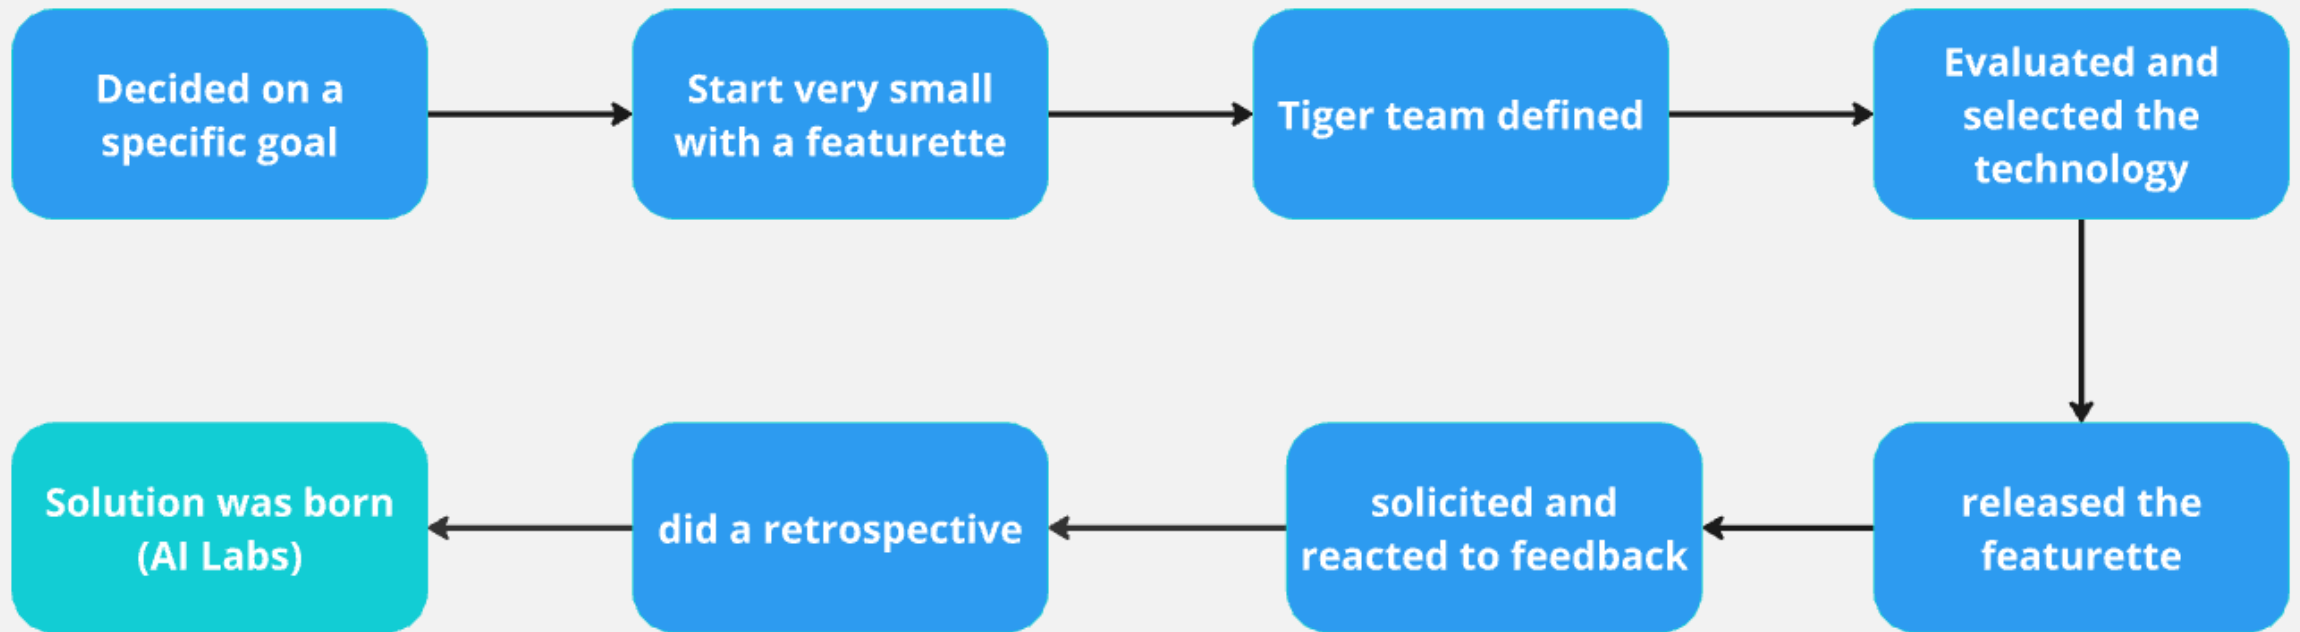 Decided on a
specific goal
Start very small
with a featurette
Tiger team defined
Evaluated and
selected the
technology
released the
featurette
solicited and
reacted to feedback
did a retrospective
Solution was born
(AI Labs)